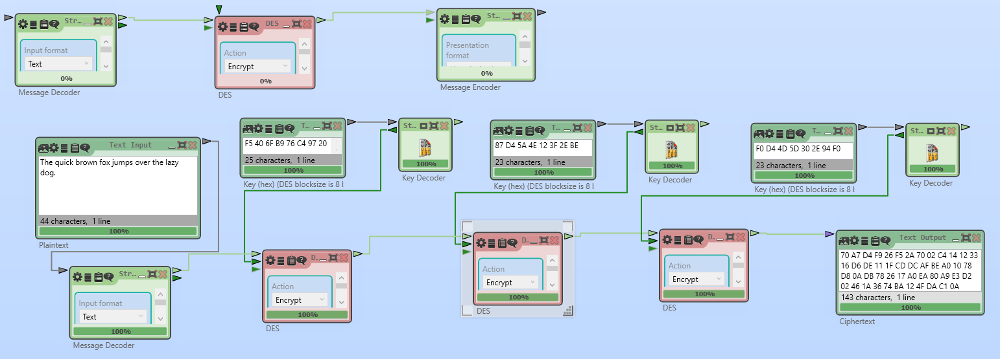 Str...
Input format
Text
0%
Message Decoder
DES
Action
Encrypt
0%
DES
St...
Presentation
format
0%
Message Encoder
Text Input
The quick brown fox jumps over the lazy
dog.
44 characters, 1 line
100%
Plaintext
T...
F5 40 6F B9 76 C4 97 20
25 characters, 1 line
100%
Key (hex) (DES blocksize is 8 
St...
100%
Key Decoder
T...
87 D4 5A 4E 12 3F 2E BE
23 characters, 1 line
100%
Key (hex) (DES blocksize is 8 
St...
100%
Key Decoder
T...
F0 D4 4D 5D 30 2E 94 F0
23 characters, 1 line
100%
Key (hex) (DES blocksize is 8 
St...
100%
Key Decoder
Str...
Input format
Text
100%
Message Decoder
D...
Action
Encrypt
100%
DES
D...
Action
Encrypt
100%
DES
D...
Action
Encrypt
100%
DES
Text Output
70 A7 D4 F9 26 F5 2A 70 02 C4 14 12 33
16 D6 DE 11 1F CD DC AF BE A0 10 78
D8 0A DB 78 26 17 A0 EA 80 A9 E3 D2
02 46 1A 36 74 BA 12 4F DA C1 0A
143 characters, 1 line
100%
Ciphertext